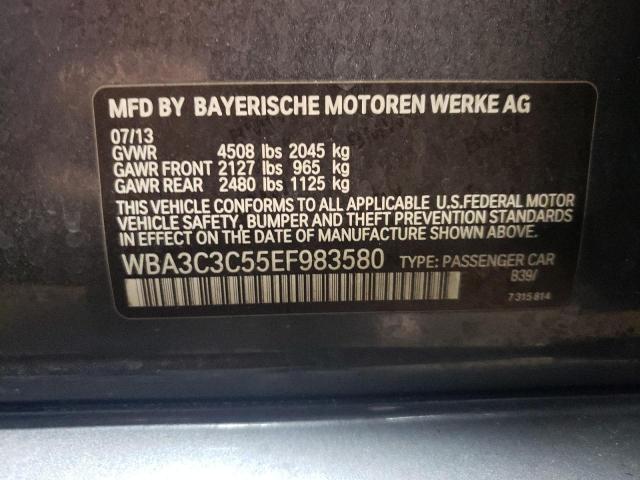 MFD BY BAYERISCHE MOTOREN WERKE AG
07/13
GVWR 4508 lbs 2045 kg
GAWR FRONT 2127 lbs 965 kg
GAWR REAR 2480 lbs 1125 kg
THIS VEHICLE CONFORMS TO ALL APPLICABLE U.S.FEDERAL MOTOR
VEHICLE SAFETY, BUMPER AND THEFT PREVENTION STANDARDS
IN EFFECT ON THE DATE OF MANUFACTURE SHOWN ABOVE.
WBA3C3C55EF983580 TYPE: PASSENGER CAR
B39/
7 315 814